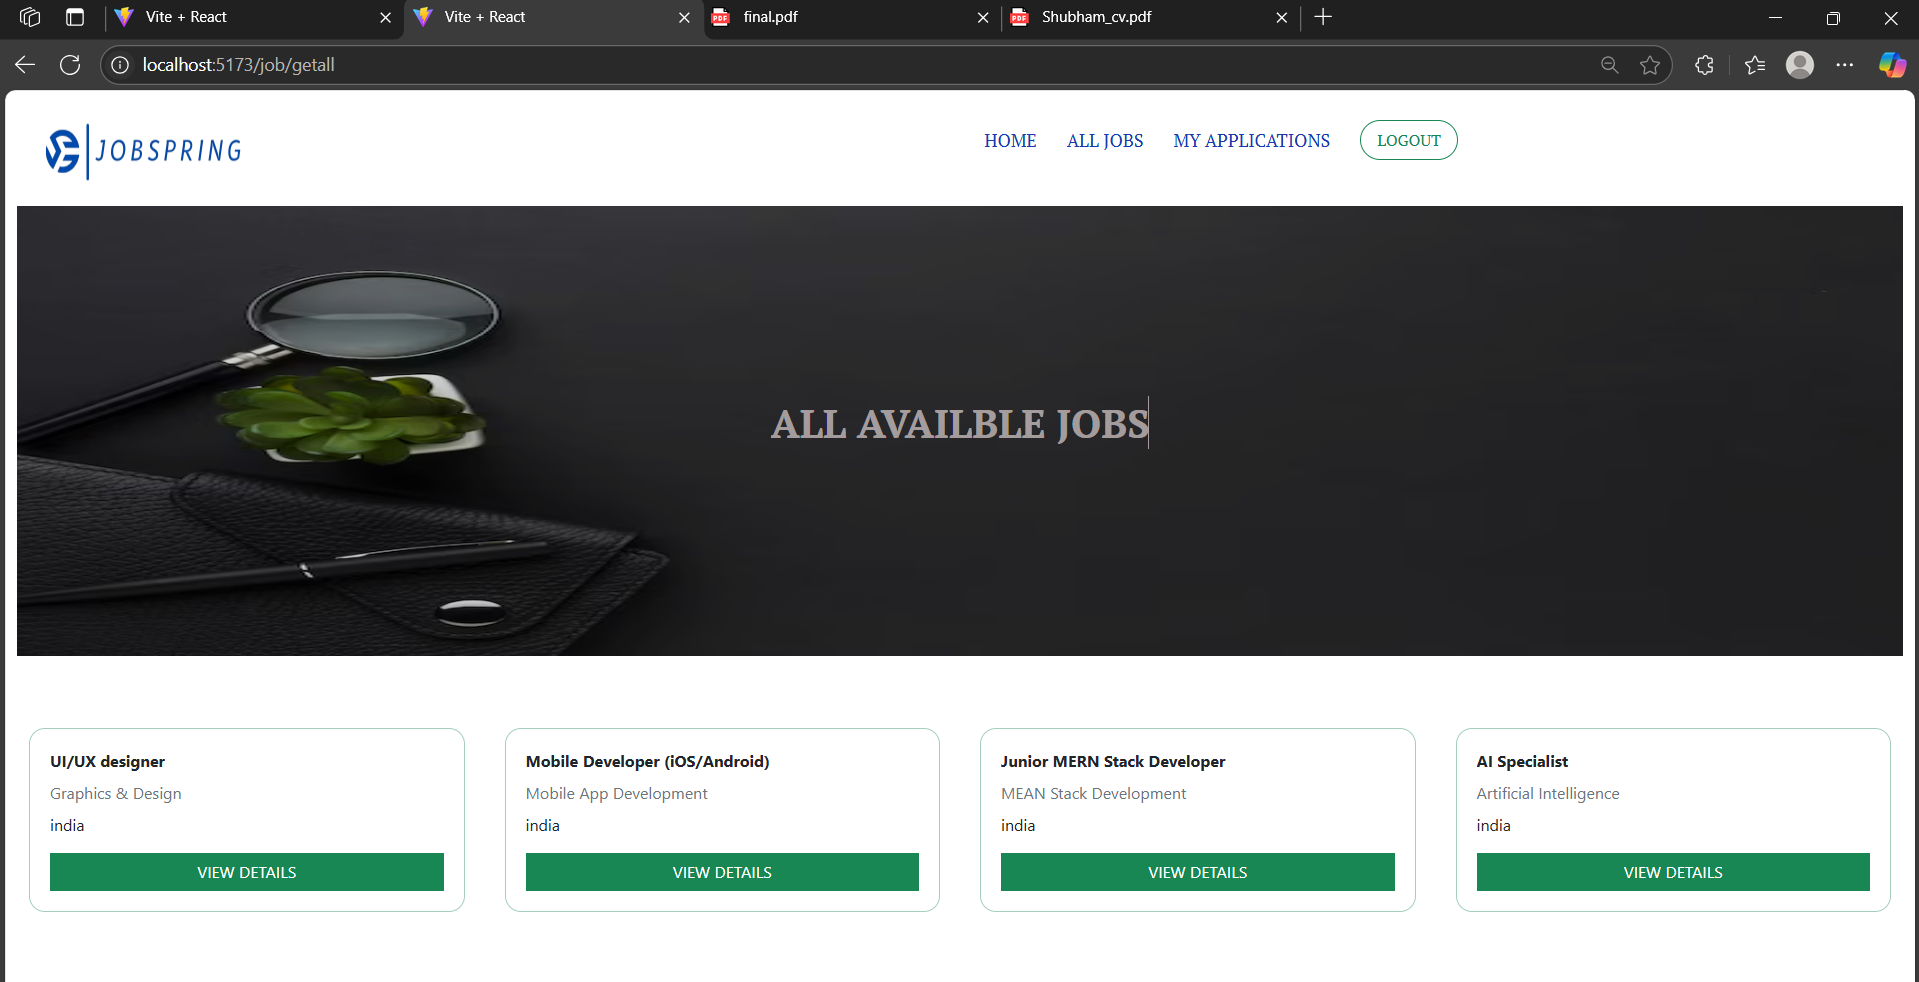 Vite + React
Vite + React
final.pdf
Shubham_cv.pdf
localhost:5173/job/getall
JOBSPRING
HOME
ALL JOBS
MY APPLICATIONS
LOGOUT
ALL AVAILBLE JOBS
UI/UX designer
Graphics & Design
india
VIEW DETAILS
Mobile Developer (iOS/Android)
Mobile App Development
india
VIEW DETAILS
Junior MERN Stack Developer
MEAN Stack Development
india
VIEW DETAILS
AI Specialist
Artificial Intelligence
india
VIEW DETAILS